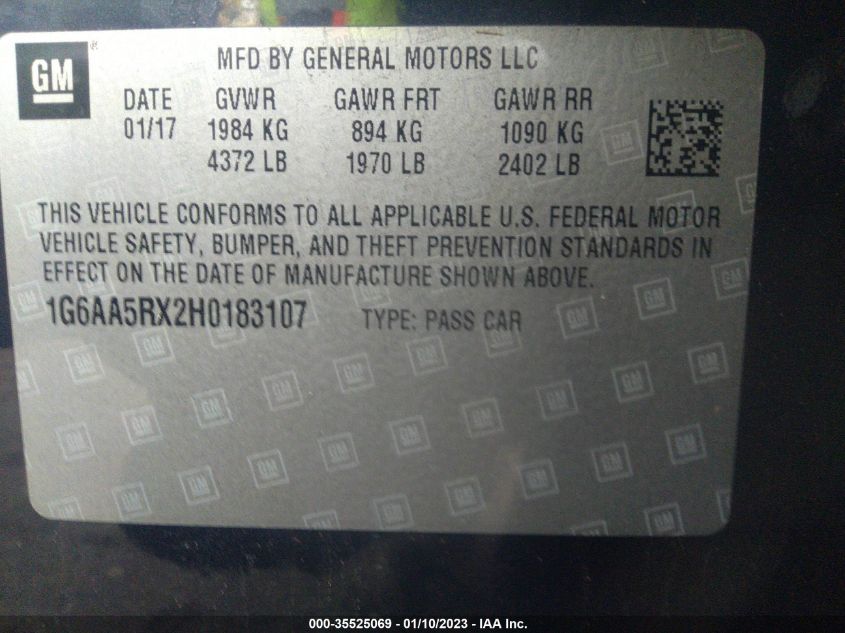 GM
MFD BY GENERAL MOTORS LLC
DATE GVWR GAWR FRT GAWR RR
01/17 1984 KG 894 KG 1090 KG
4372 LB 1970 LB 2402 LB
THIS VEHICLE CONFORMS TO ALL APPLICABLE U.S. FEDERAL MOTOR
VEHICLE SAFETY, BUMPER, AND THEFT PREVENTION STANDARDS IN
EFFECT ON THE DATE OF MANUFACTURE SHOWN ABOVE.
1G6AA5RX2H0183107 TYPE: PASS CAR
000-35525069 - 01/10/2023 - IAA Inc.